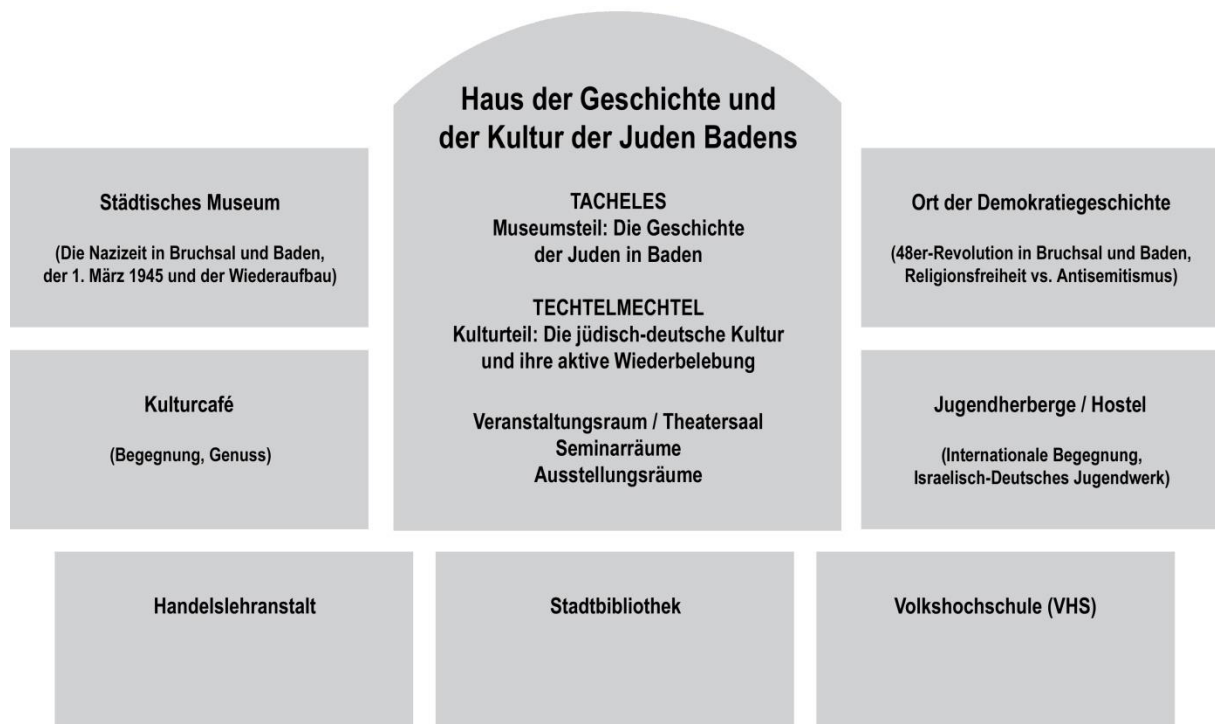 Haus der Geschichte und
der Kultur der Juden Badens
TACHELES
Museumsteil: Die Geschichte
der Juden in Baden
TECHTELMECHTEL
Kulturteil: Die jüdisch-deutsche Kultur
und ihre aktive Wiederbelebung
Veranstaltungsraum / Theatersaal
Seminarräume
Ausstellungsräume
Städtisches Museum
(Die Nazizeit in Bruchsal und Baden,
der 1. März 1945 und der Wiederaufbau)
Ort der Demokratiegeschichte
(48er-Revolution in Bruchsal und Baden,
Religionsfreiheit vs. Antisemitismus)
Kulturcafé
(Begegnung, Genuss)
Jugendherberge / Hostel
(Internationale Begegnung,
Israelisch-Deutsches Jugendwerk)
Handelslehranstalt
Stadtbibliothek
Volkshochschule (VHS)